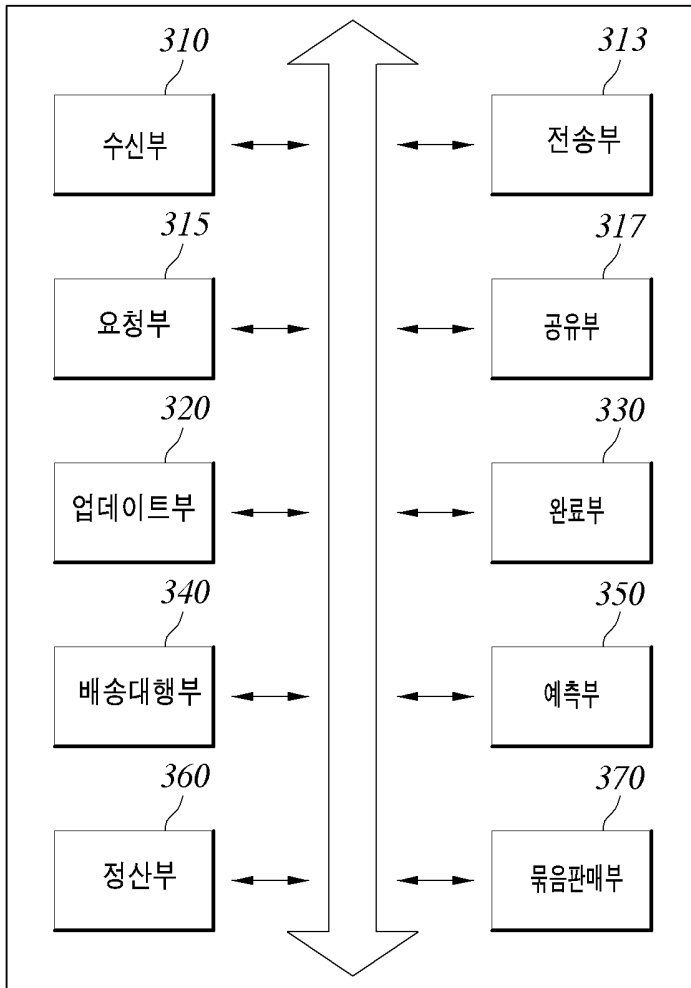 310
313
수신부
전송부
315
317
요청부
공유부
320
330
업데이트부
완료부
340
350
배송대행부
예측부
360
370
정산부
묶음판매부